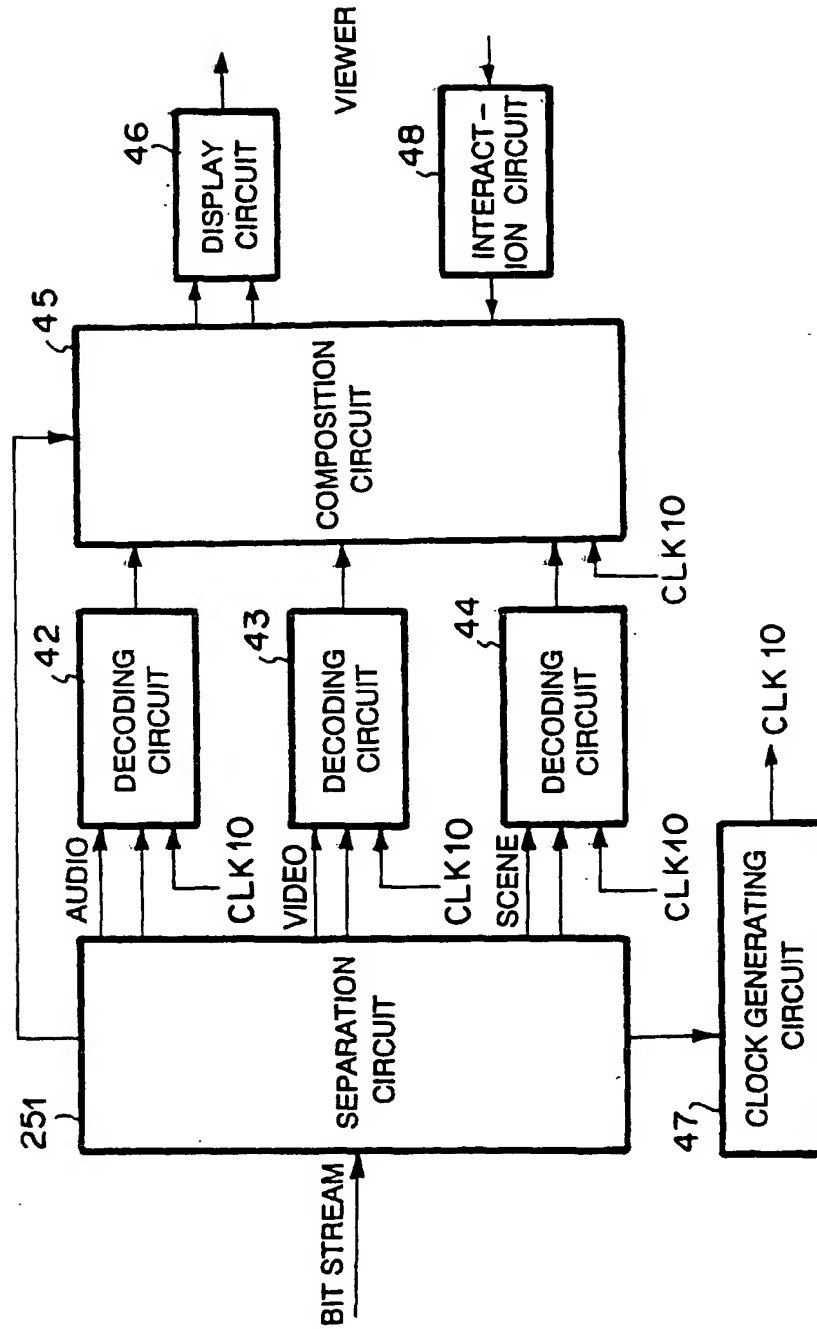 BIT STREAM
251
SEPARATION
CIRCUIT
AUDIO
CLK10
VIDEO
CLK10
SCENE
CLK10
42
DECODING
CIRCUIT
43
DECODING
CIRCUIT
44
DECODING
CIRCUIT
47
CLOCK GENERATING
CIRCUIT
CLK 10
45
COMPOSITION
CIRCUIT
CLK10
46
DISPLAY
CIRCUIT
VIEWER
48
INTERACT-
ION CIRCUIT